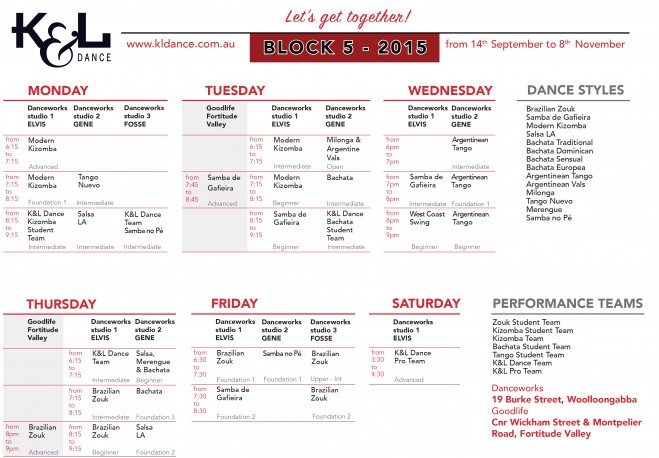 K&L
DANCE
Let's get together!
www.kldance.com.au
BLOCK 5 - 2015
from 14th September to 8th November
MONDAY
Danceworks studio 1 ELVIS
Danceworks studio 2 GENE
Danceworks studio 3 FOSSE
from 6:15 to 7:15
Modern Kizomba
Advanced
from 7:15 to 8:15
Modern Kizomba
Foundation 1
Tango Nuevo
Intermediate
from 8:15 to 9:15
K&L Dance Kizomba Student Team
Intermediate
Salsa LA
Intermediate
K&L Dance Team Samba no Pé
Intermediate
TUESDAY
Goodlife Fortitude Valley
Danceworks studio 1 ELVIS
Danceworks studio 2 GENE
from 6:15 to 7:15
Modern Kizomba
Intermediate
Milonga & Argentine Vals
Open
from 7:45 to 8:45
Samba de Gafieira
Advanced
from 7:15 to 8:15
Modern Kizomba
Beginner
Bachata
Intermediate
from 8:15 to 9:15
Samba de Gafieira
Beginner
K&L Dance Bachata Student Team
Intermediate
WEDNESDAY
Danceworks studio 1 ELVIS
Danceworks studio 2 GENE
from 6pm to 7pm
Argentinean Tango
Intermediate
from 7pm to 8pm
Samba de Gafieira
Intermediate
Argentinean Tango
Foundation 1
from 8pm to 9pm
West Coast Swing
Beginner
Argentinean Tango
Beginner
DANCE STYLES
Brazilian Zouk
Samba de Gafieira
Modern Kizomba
Salsa LA
Bachata Traditional
Bachata Dominican
Bachata Sensual
Bachata Europea
Argentinean Tango
Argentinean Vals
Milonga
Tango Nuevo
Merengue
Samba no Pé
THURSDAY
Goodlife Fortitude Valley
Danceworks studio 1 ELVIS
Danceworks studio 2 GENE
from 6:15 to 7:15
K&L Dance Team
Intermediate
Salsa, Merengue & Bachata
Beginner
from 7:15 to 8:15
Brazilian Zouk
Intermediate
Bachata
Foundation 3
from 8pm to 9pm
Brazilian Zouk
Advanced
from 8:15 to 9:15
Brazilian Zouk
Beginner
Salsa LA
Foundation 2
FRIDAY
Danceworks studio 1 ELVIS
Danceworks studio 2 GENE
Danceworks studio 3 FOSSE
from 6:30 to 7:30
Brazilian Zouk
Foundation 1
Samba no Pé
Foundation 1
Brazilian Zouk
Upper - Int
from 7:30 to 8:30
Samba de Gafieira
Foundation 2
Brazilian Zouk
Foundation 2
SATURDAY
Danceworks studio 1 ELVIS
from 3:30 to 4:30
K&L Dance Pro Team
Advanced
PERFORMANCE TEAMS
Zouk Student Team
Kizomba Student Team
Kizomba Team
Bachata Student Team
Tango Student Team
K&L Dance Team
K&L Pro Team
Danceworks
19 Burke Street, Woolloongabba
Goodlife
Cnr Wickham Street & Montpelier
Road, Fortitude Valley